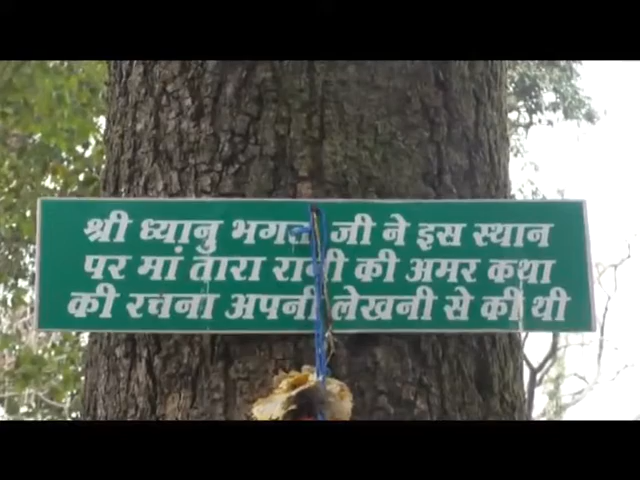 श्री ध्यानु भगत जी ने इस स्थान
पर मां तारा रानी की अमर कथा
की रचना अपनी लेखनी से की थी